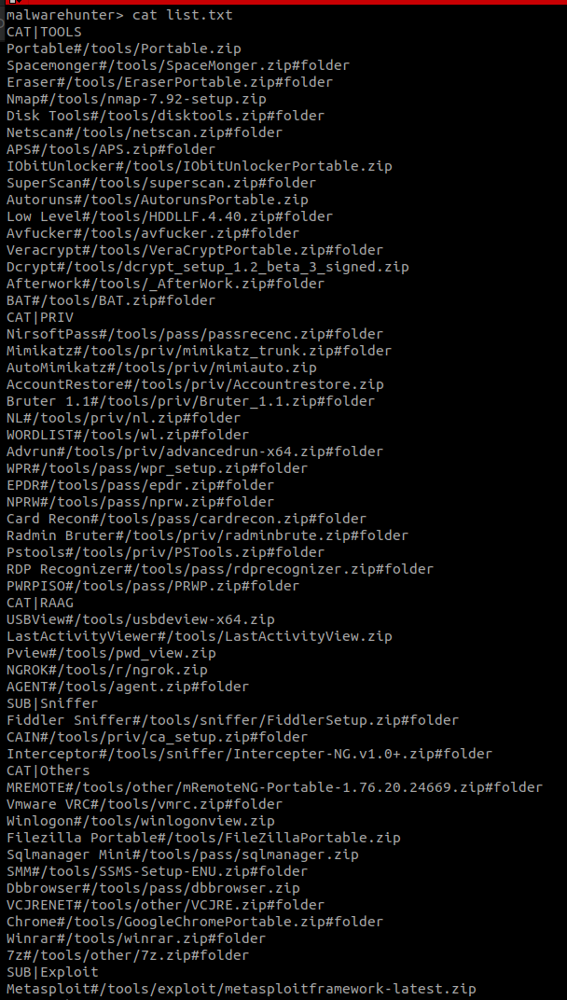 malwarehunter> cat list.txt
CAT|TOOLS
Portable#/tools/Portable.zip
Spacemonger#/tools/SpaceMonger.zip#folder
Eraser#/tools/EraserPortable.zip#folder
Nmap#/tools/nmap-7.92-setup.zip
Disk Tools#/tools/disktools.zip#folder
Netscan#/tools/netscan.zip#folder
APS#/tools/APS.zip#folder
IObitUnlocker#/tools/IObitUnlockerPortable.zip
SuperScan#/tools/superscan.zip#folder
Autoruns#/tools/AutorunsPortable.zip
Low Level#/tools/HDDLLF.4.40.zip#folder
Avfucker#/tools/avfucker.zip#folder
Veracrypt#/tools/VeraCryptPortable.zip#folder
Dcrypt#/tools/dcrypt_setup_1.2_beta_3_signed.zip
Afterwork#/tools/_AfterWork.zip#folder
BAT#/tools/BAT.zip#folder
CAT|PRIV
NirsoftPass#/tools/pass/passrecenc.zip#folder
Mimikatz#/tools/priv/mimikatz_trunk.zip#folder
AutoMimikatz#/tools/priv/mimiauto.zip
AccountRestore#/tools/priv/Accountrestore.zip
Bruter 1.1#/tools/priv/Bruter_1.1.zip#folder
NL#/tools/priv/nl.zip#folder
WORDLIST#/tools/wl.zip#folder
Advrun#/tools/priv/advancedrun-x64.zip#folder
WPR#/tools/pass/wpr_setup.zip#folder
EPDR#/tools/pass/epdr.zip#folder
NPRW#/tools/pass/nprw.zip#folder
Card Recon#/tools/pass/cardrecon.zip#folder
Radmin Bruter#/tools/priv/radminbrute.zip#folder
Pstools#/tools/priv/PSTools.zip#folder
RDP Recognizer#/tools/pass/rdprecognizer.zip#folder
PWRPISO#/tools/pass/PRWP.zip#folder
CAT|RAAG
USBView#/tools/usbdeview-x64.zip
LastActivityViewer#/tools/LastActivityView.zip
Pview#/tools/pwd_view.zip
NGROK#/tools/r/ngrok.zip
AGENT#/tools/agent.zip#folder
SUB|Sniffer
Fiddler Sniffer#/tools/sniffer/FiddlerSetup.zip#folder
CAIN#/tools/priv/ca_setup.zip#folder
Interceptor#/tools/sniffer/Intercepter-NG.v1.0+.zip#folder
CAT|Others
MREMOTE#/tools/other/mRemoteNG-Portable-1.76.20.24669.zip#folder
Vmware VRC#/tools/vmrc.zip#folder
Winlogon#/tools/winlogonview.zip
Filezilla Portable#/tools/FileZillaPortable.zip
Sqlmanager Mini#/tools/pass/sqlmanager.zip
SMM#/tools/SSMS-Setup-ENU.zip#folder
Dbbrowser#/tools/pass/dbbrowser.zip
VCJRENET#/tools/other/VCJRE.zip#folder
Chrome#/tools/GoogleChromePortable.zip#folder
Winrar#/tools/winrar.zip#folder
7z#/tools/other/7z.zip#folder
SUB|Exploit
Metasploit#/tools/exploit/metasploitframework-latest.zip